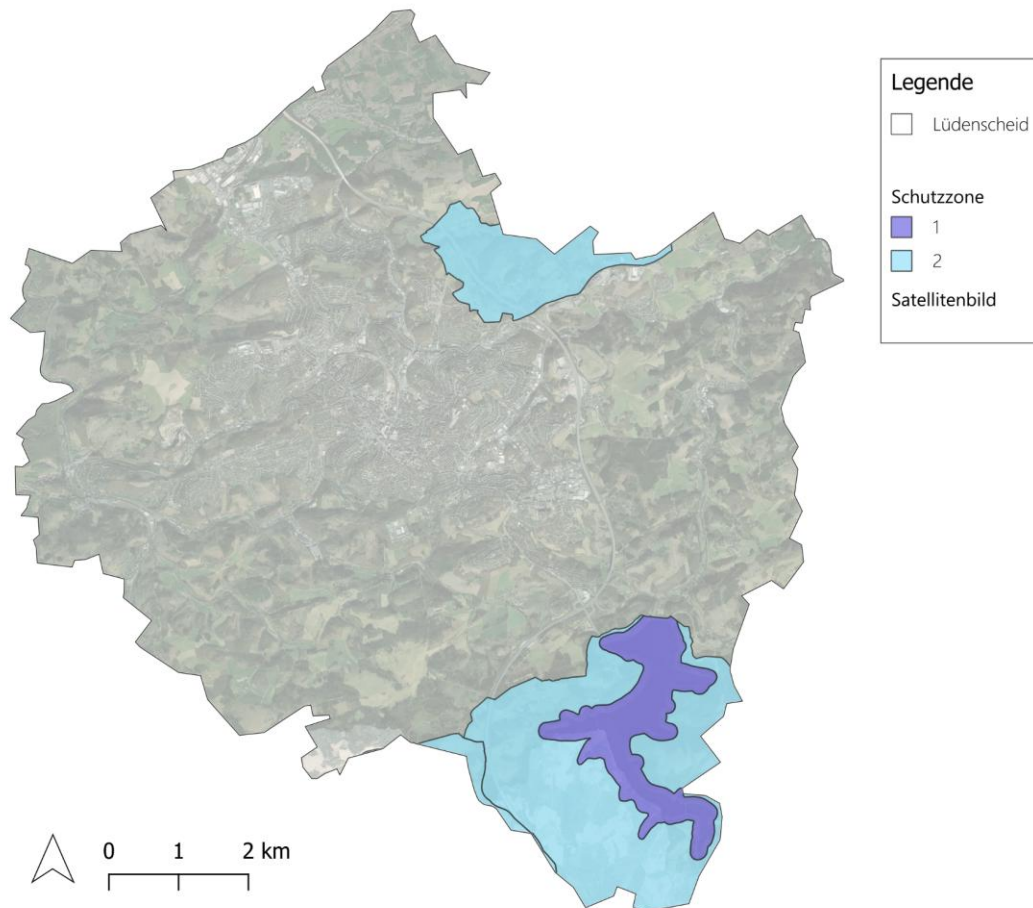 Legende
Lüdenscheid
Schutzzone
1
2
Satellitenbild
0 1 2 km